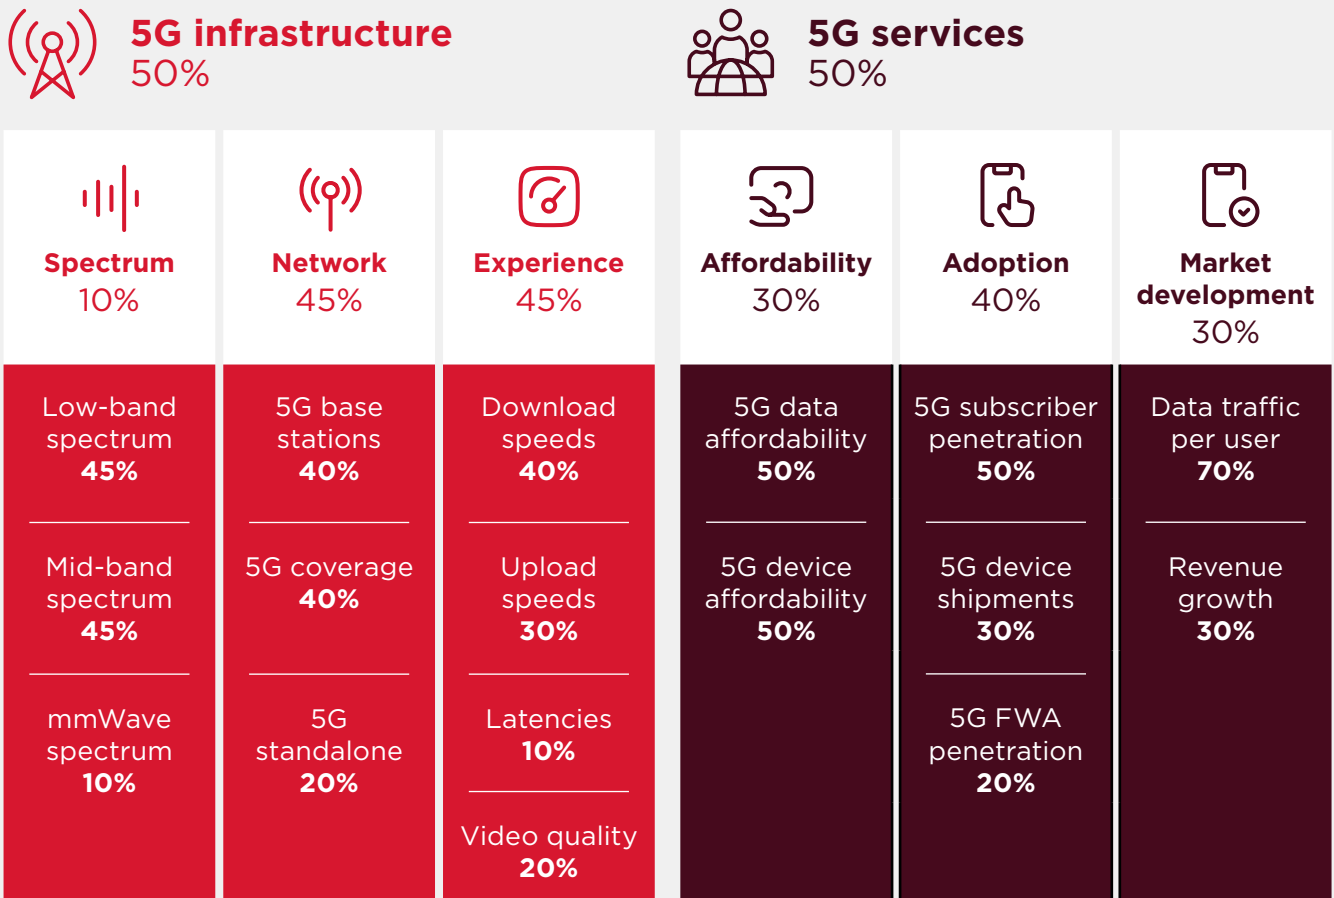 5G infrastructure
50%
5G services
50%
Spectrum
10%
Network
45%
Experience
45%
Affordability
30%
Adoption
40%
Market
development
30%
Low-band
spectrum
45%
Mid-band
spectrum
45%
mmWave
spectrum
10%
5G base
stations
40%
5G coverage
40%
5G
standalone
20%
Download
speeds
40%
Upload
speeds
30%
Latencies
10%
Video quality
20%
5G data
affordability
50%
5G device
affordability
50%
5G subscriber
penetration
50%
5G device
shipments
30%
5G FWA
penetration
20%
Data traffic
per user
70%
Revenue
growth
30%